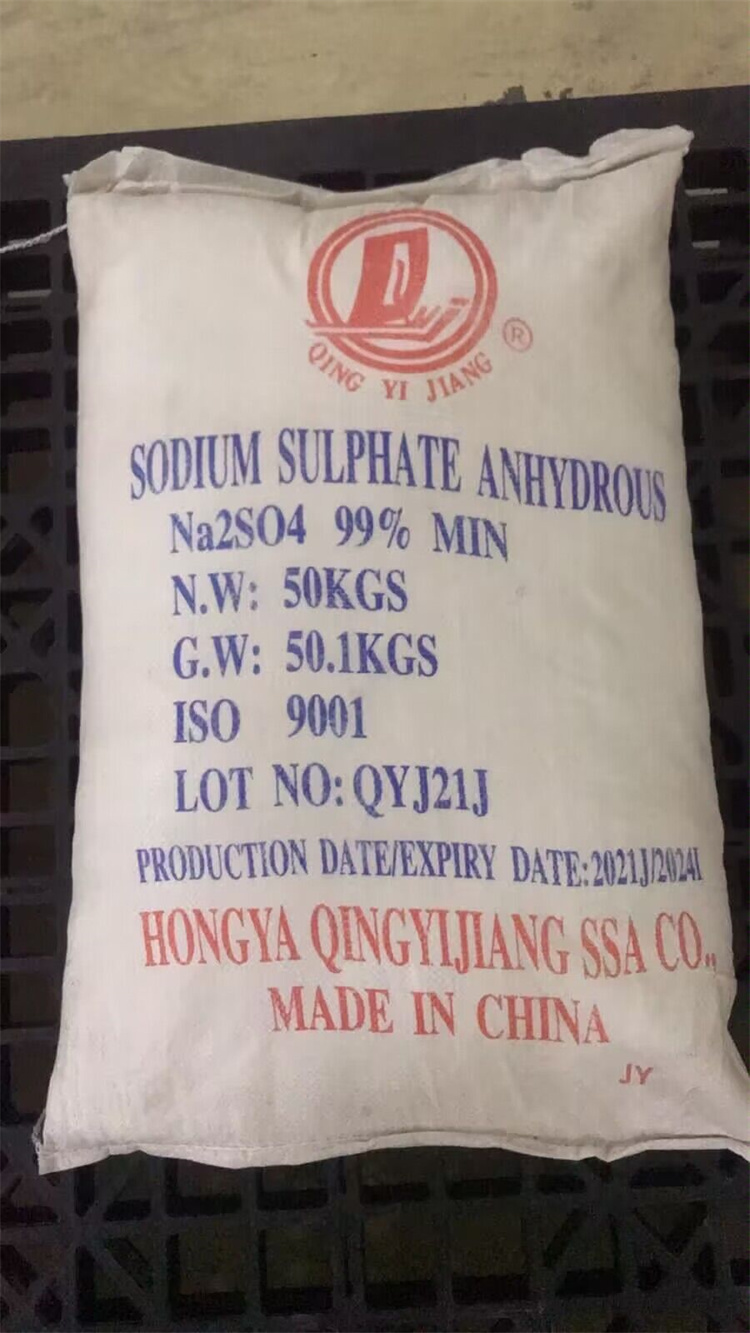 QING YI JIANG
®
SODIUM SULPHATE ANHYDROUS
Na2SO4 99% MIN
N.W: 50KGS
G.W: 50.1KGS
ISO 9001
LOT NO: QYJ21J
PRODUCTION DATE/EXPIRY DATE:2021J/2024I
HONGYA QINGYIJIANG SSA CO.,
MADE IN CHINA
JY